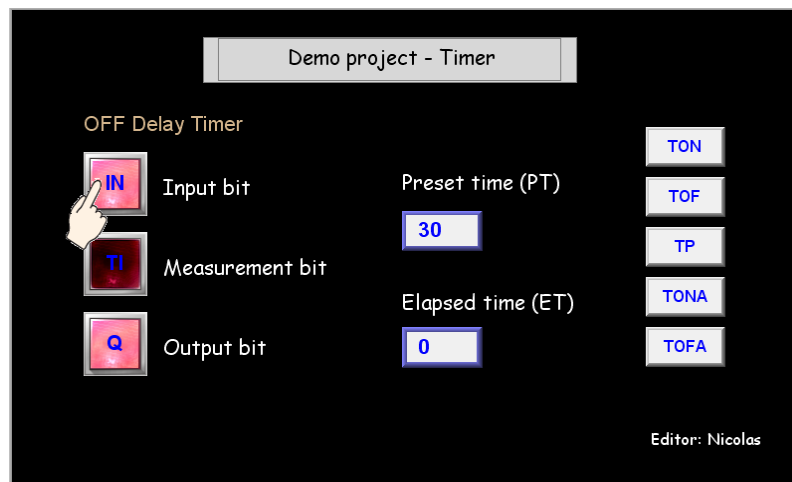 Demo project - Timer
OFF Delay Timer
IN
Input bit
TI
Measurement bit
Q
Output bit
Preset time (PT)
30
Elapsed time (ET)
0
TON
TOF
TP
TONA
TOFA
Editor: Nicolas